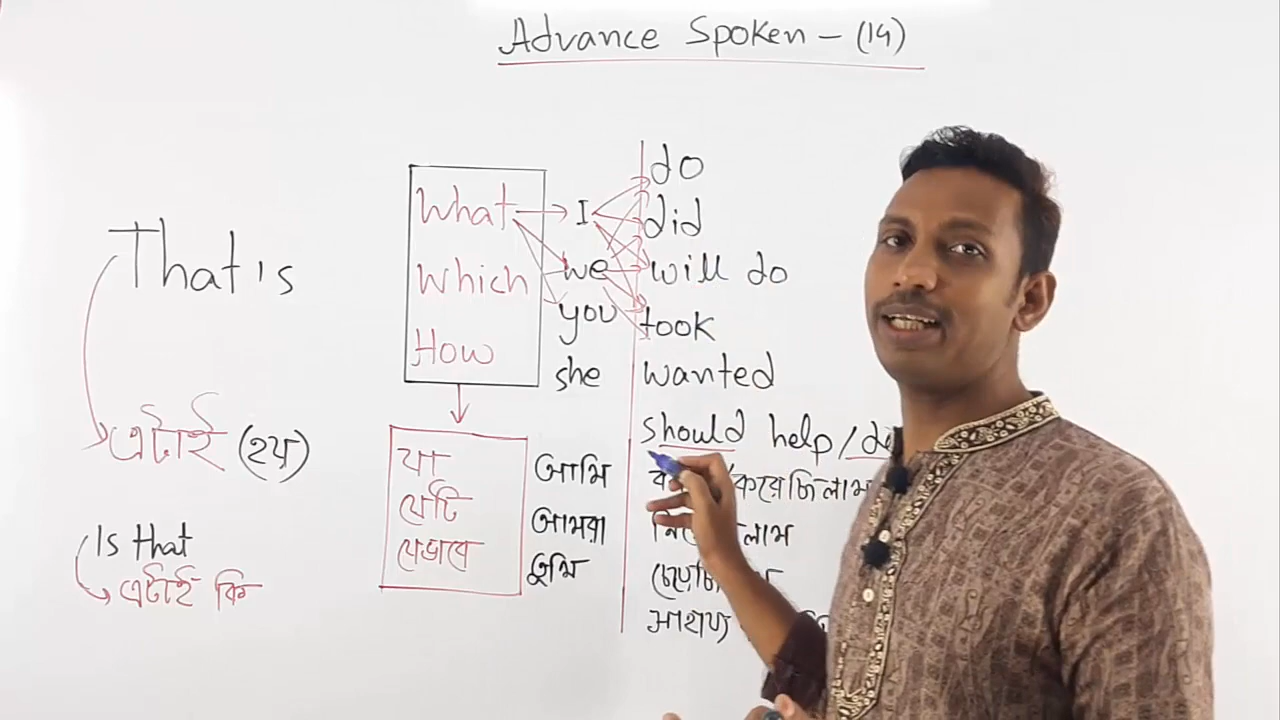 Advance Spoken – (14)
That's
এটাই (হয়)
Is that
এটাই কি
What
Which
How
যা
যেটি
যেভাবে
I
we
you
she
আমি
আমরা
তুমি
do
did
will do
took
wanted
should help/
/করেছিলাম
সাহায্য